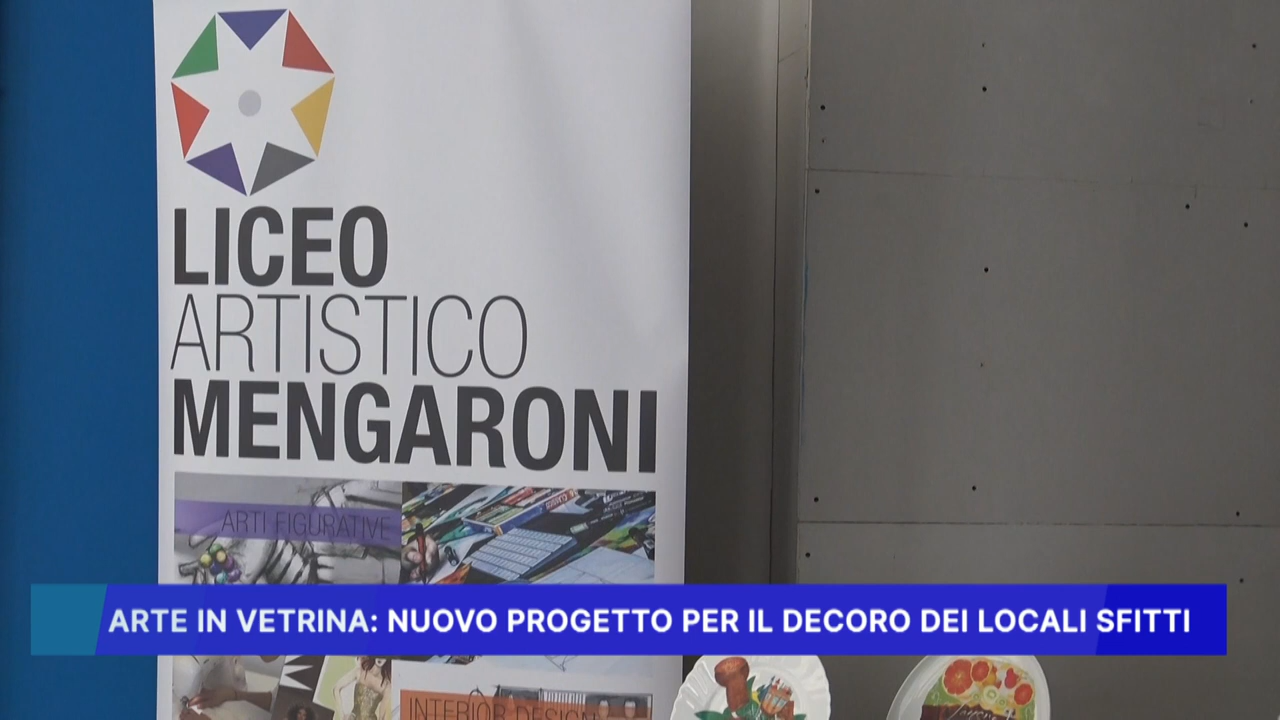 LICEO
ARTISTICO
MENGARONI
ARTI FIGURATIVE
ARTE IN VETRINA: NUOVO PROGETTO PER IL DECORO DEI LOCALI SFITTI
INTERIOR DESIGN